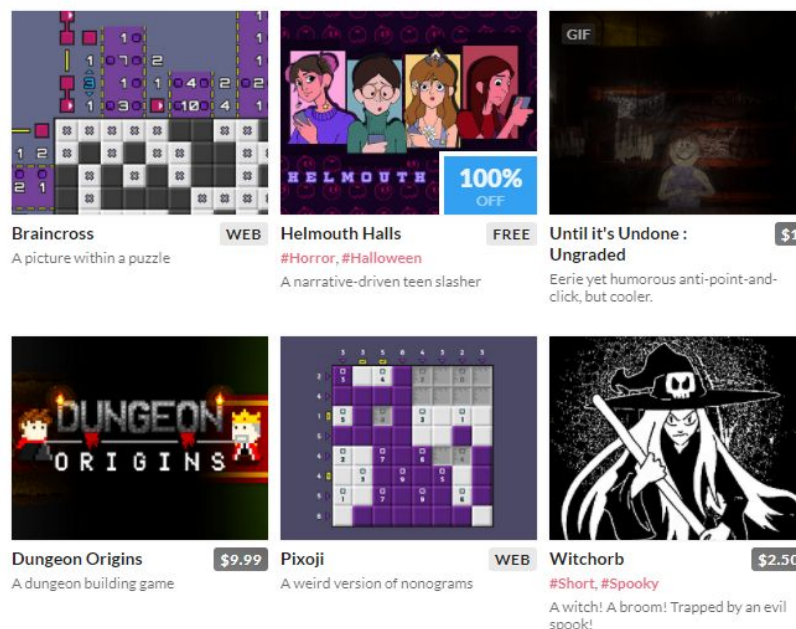 HELMOUTH
100%
OFF
GIF
Braincross
WEB
A picture within a puzzle
Helmouth Halls
FREE
#Horror, #Halloween
A narrative-driven teen slasher
Until it's Undone :
Ungraded
$1
Eerie yet humorous anti-point-and-
click, but cooler.
DUNGEON
ORIGINS
Dungeon Origins
$9.99
A dungeon building game
Pixoji
WEB
A weird version of nonograms
Witchorb
$2.50
#Short, #Spooky
A witch! A broom! Trapped by an evil
spook!